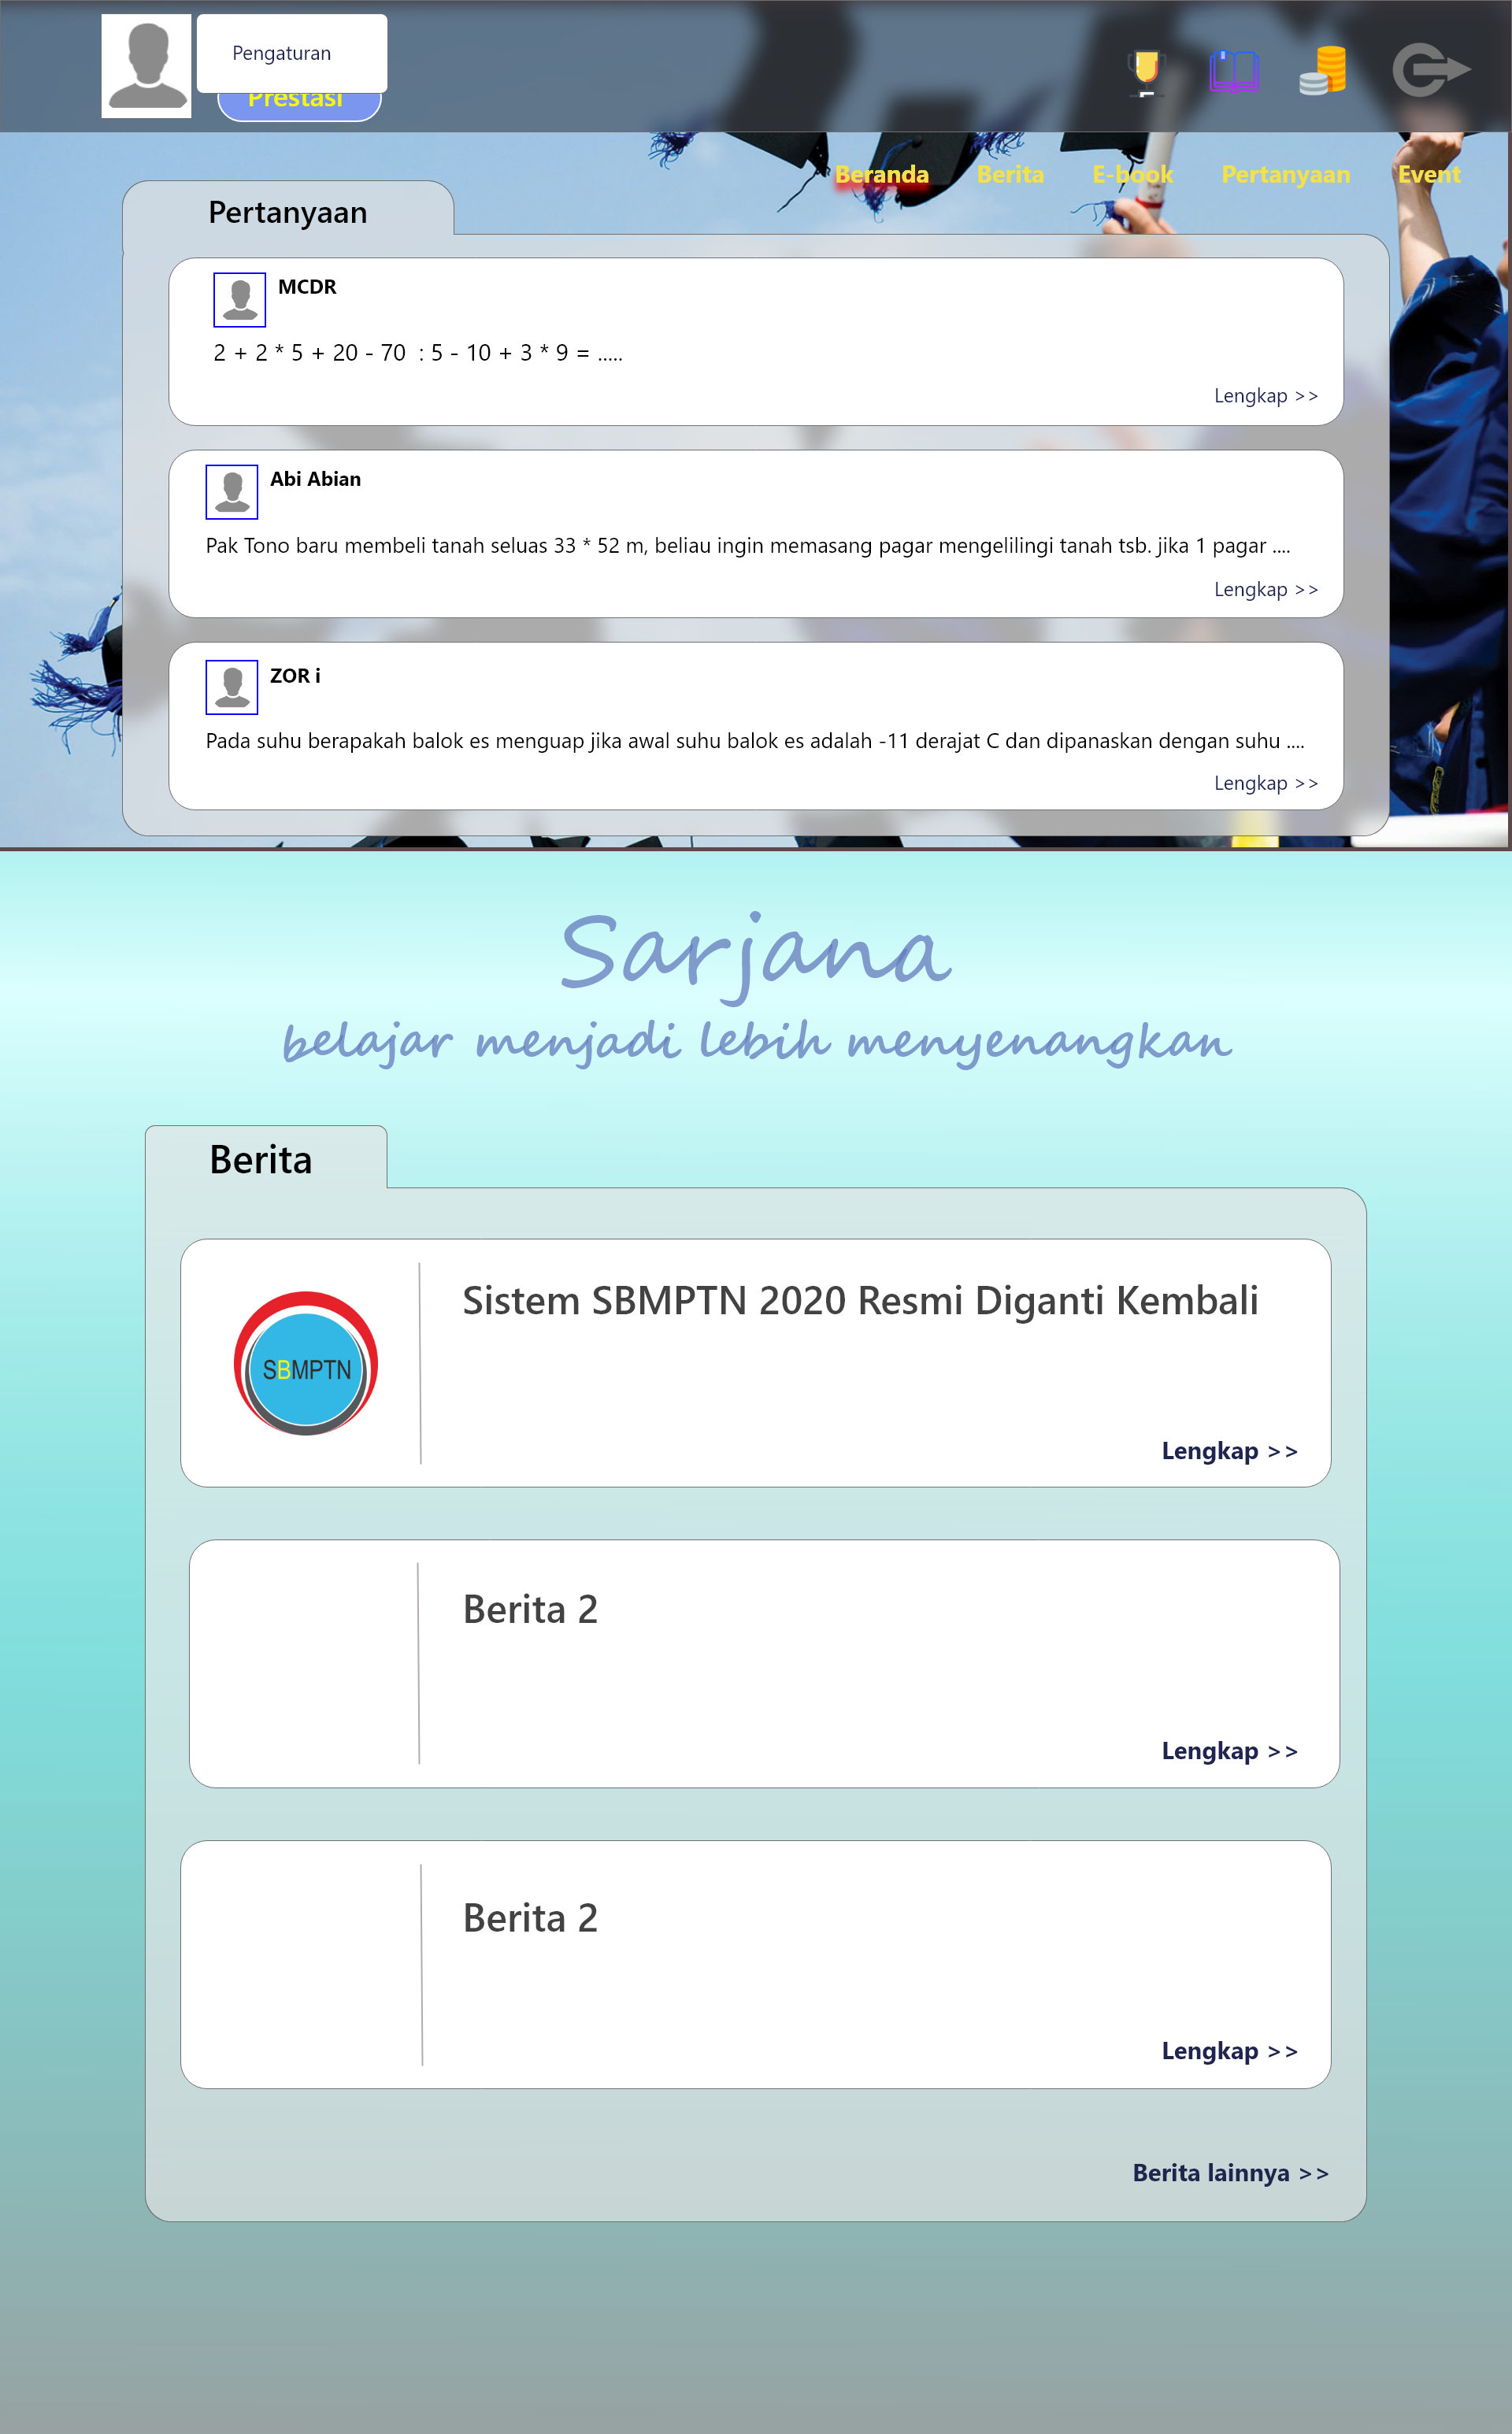 Pengaturan
Prestasi
Beranda Berita E-book Pertanyaan Event
Pertanyaan
MCDR
2 + 2 * 5 + 20 - 70 : 5 - 10 + 3 * 9 = .....
Lengkap >>
Abi Abian
Pak Tono baru membeli tanah seluas 33 * 52 m, beliau ingin memasang pagar mengelilingi tanah tsb. jika 1 pagar ....
Lengkap >>
ZOR i
Pada suhu berapakah balok es menguap jika awal suhu balok es adalah -11 derajat C dan dipanaskan dengan suhu ....
Lengkap >>
Sarjana
belajar menjadi lebih menyenangkan
Berita
SBMPTN
Sistem SBMPTN 2020 Resmi Diganti Kembali
Lengkap >>
Berita 2
Lengkap >>
Berita 2
Lengkap >>
Berita lainnya >>